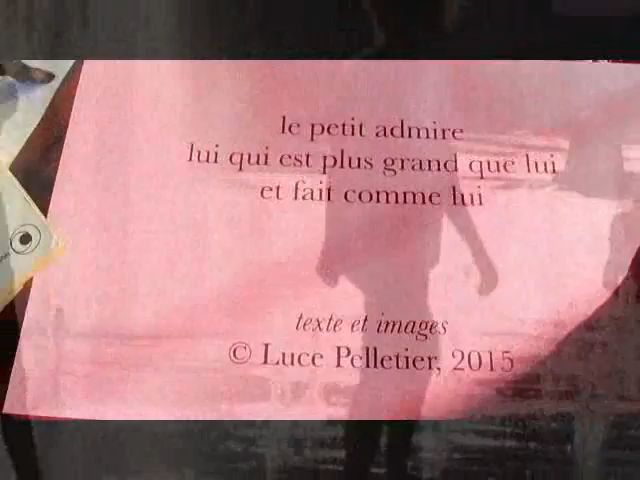 le petit admire
lui qui est plus grand que lui
et fait comme lui
texte et images
© Luce Pelletier, 2015